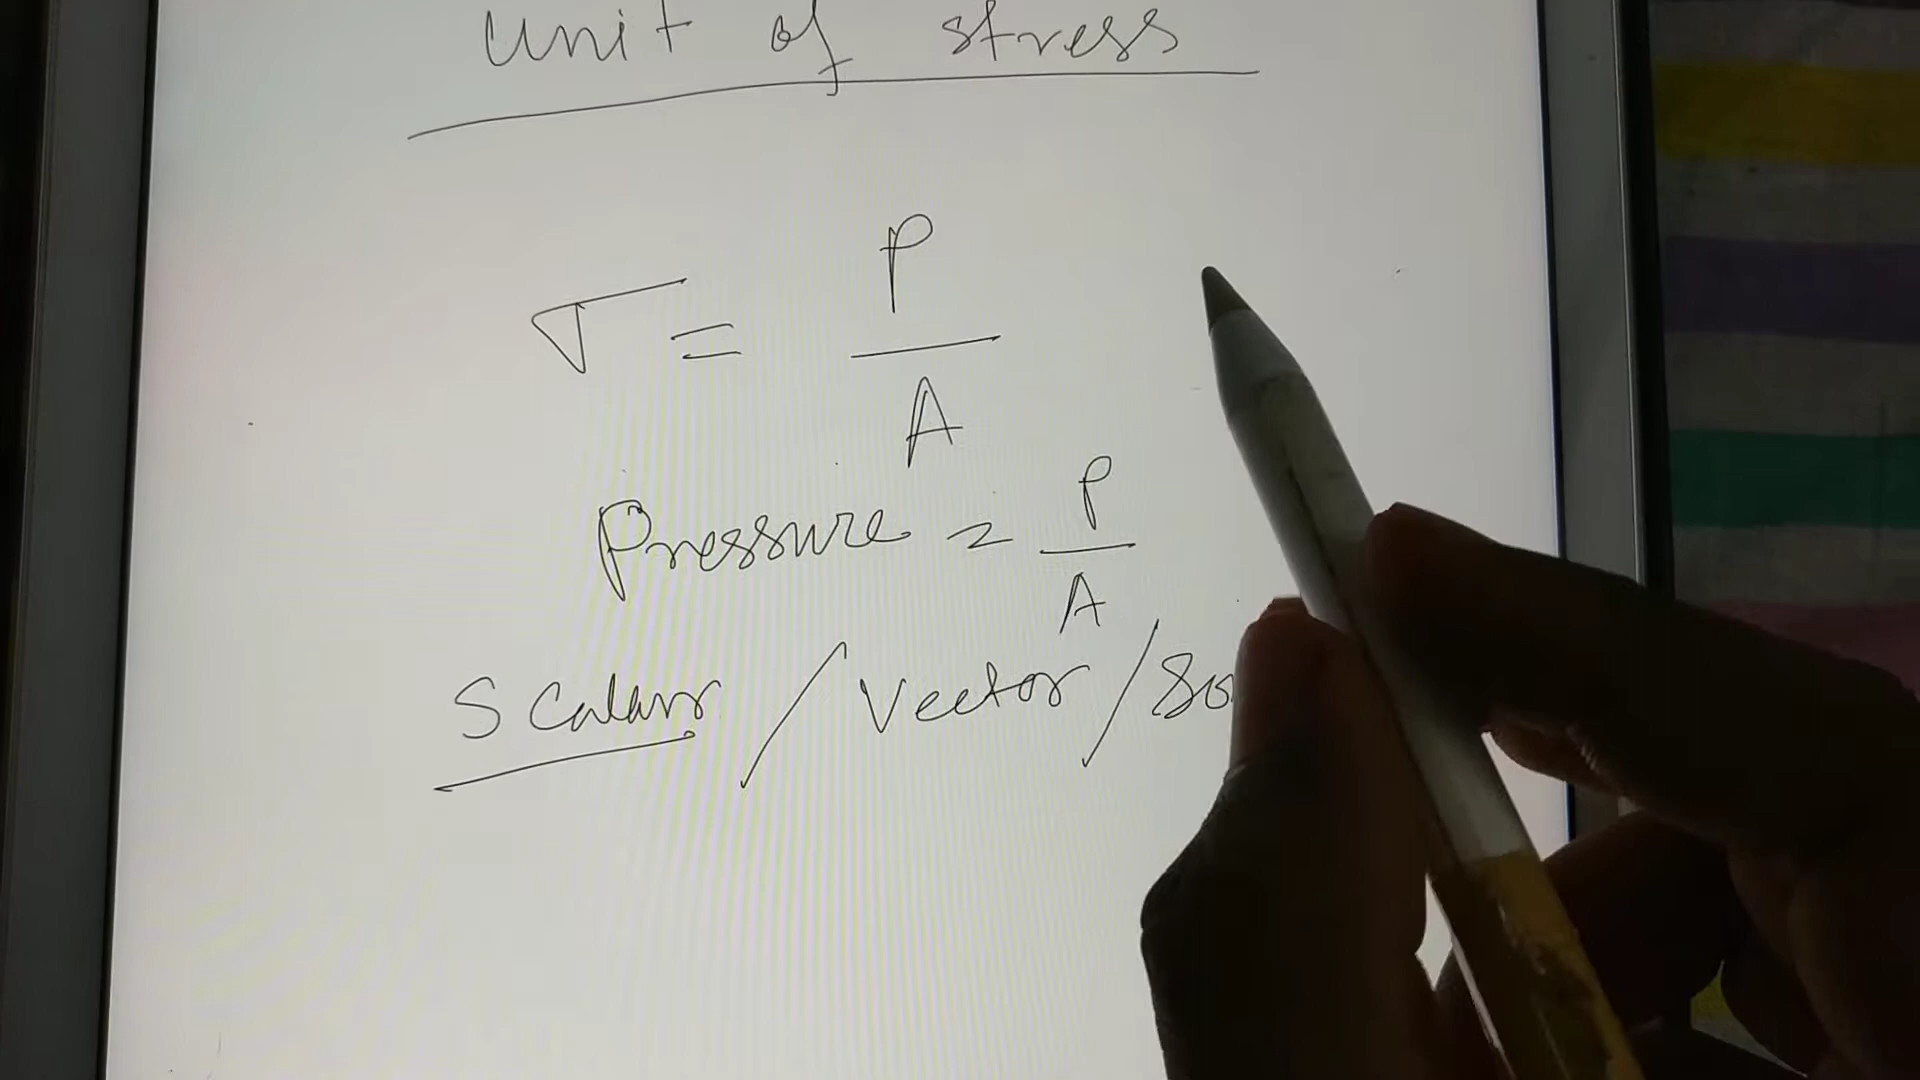 unit of stress
σ = P/A
Pressure = P/A
Scalar / Vector /